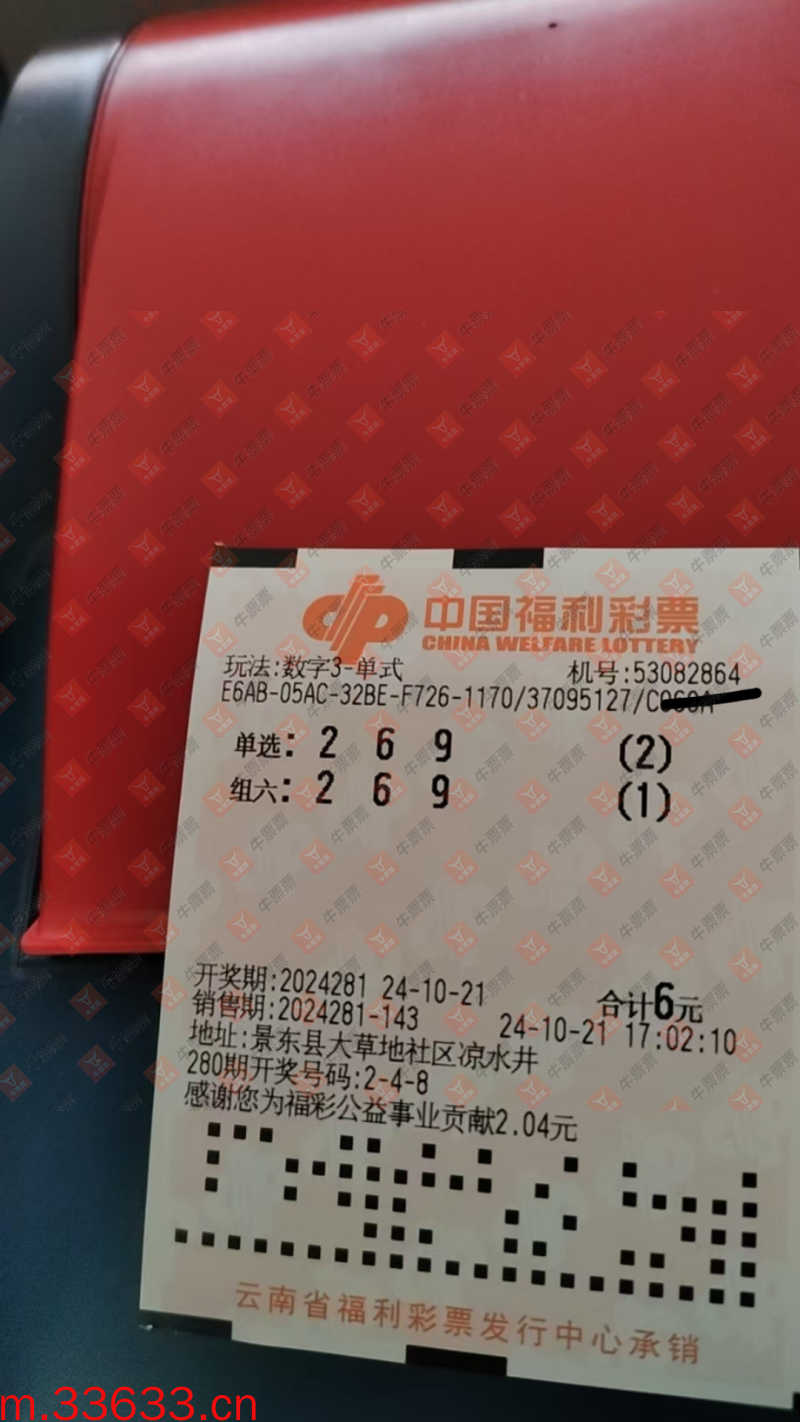 中国福利彩票
CHINA WELFARE LOTTERY
玩法:数字3-单式 机号:53082864
E6AB-05AC-32BE-F726-1170/37095127/C
单选: 2 6 9 (2)
组六: 2 6 9 (1)
开奖期:2024281 24-10-21 合计6元
销售期:2024281-143 24-10-21 17:02:10
地址:景东县大草地社区凉水井
280期开奖号码:2-4-8
感谢您为福彩公益事业贡献2.04元
云南省福利彩票发行中心承销
m.33633.cn
牛票票